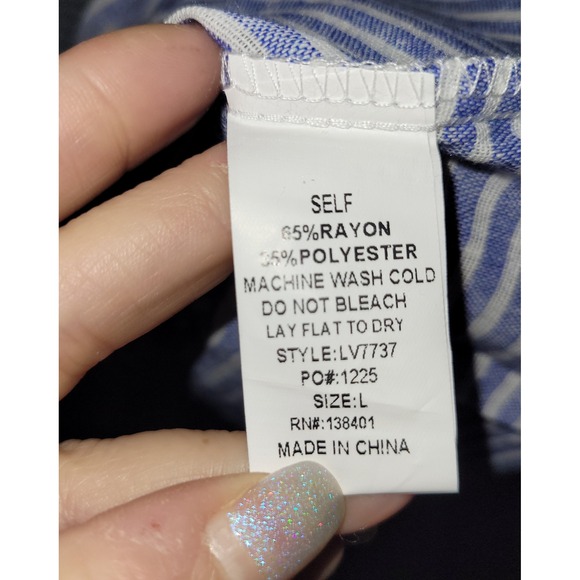 SELF
65%RAYON
35%POLYESTER
MACHINE WASH COLD
DO NOT BLEACH
LAY FLAT TO DRY
STYLE:LV7737
PO#:1225
SIZE:L
RN#:138401
MADE IN CHINA